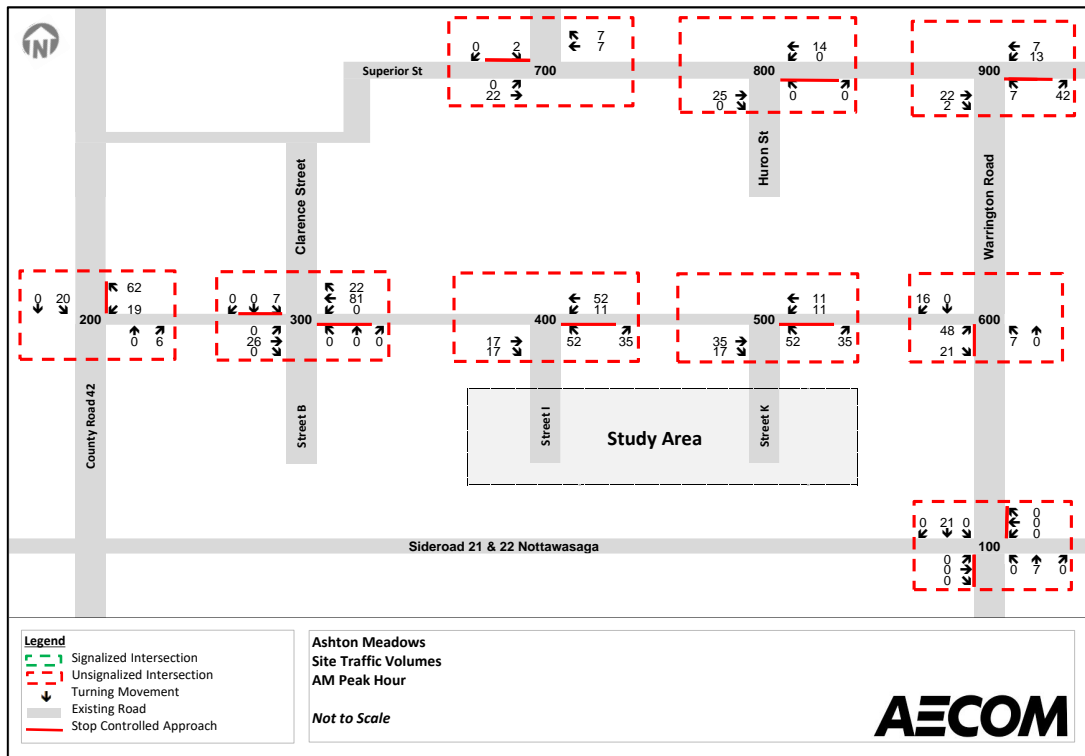 N
0 2
7
7
Superior St
700
0
22
14
0
800
25
0
0 0
7
13
900
22
2
7 42
Clarence Street
Huron St
Warrington Road
0 20
62
19
200
0 6
0 0 7
22
81
0
300
0
26
0
0 0 0
52
11
400
17
17
52 35
11
11
500
35
17
52 35
16 0
600
48
21
7 0
County Road 42
Street B
Street I
Street K
Study Area
0 21 0
0
0
0
Sideroad 21 & 22 Nottawasaga
100
0
0
0
0 7 0
Legend
Signalized Intersection
Unsignalized Intersection
Turning Movement
Existing Road
Stop Controlled Approach
Ashton Meadows
Site Traffic Volumes
AM Peak Hour
Not to Scale
AECOM